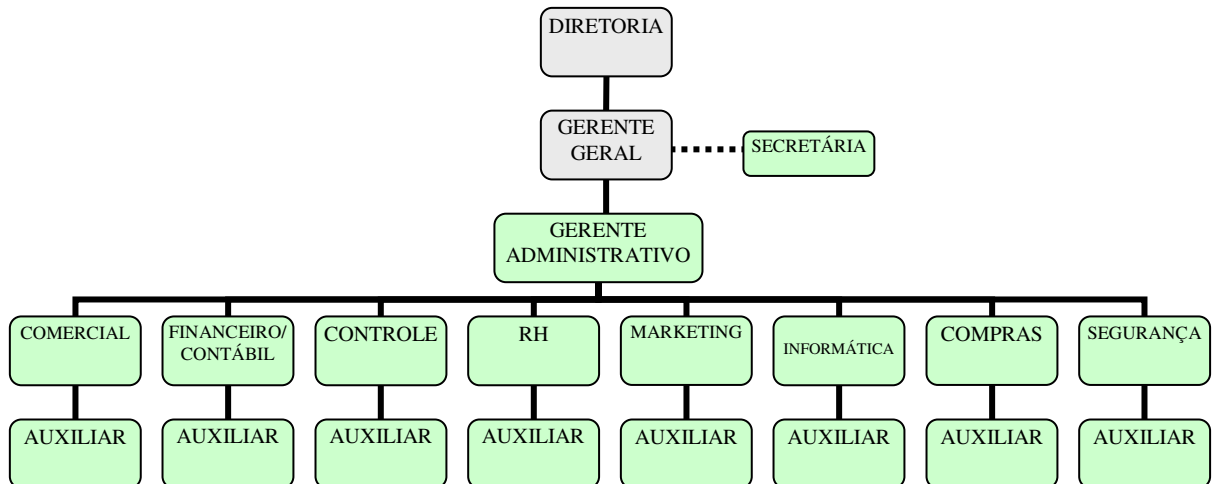 DIRETORIA
GERENTE
GERAL
SECRETÁRIA
GERENTE
ADMINISTRATIVO
COMERCIAL
FINANCEIRO/
CONTÁBIL
CONTROLE
RH
MARKETING
INFORMÁTICA
COMPRAS
SEGURANÇA
AUXILIAR
AUXILIAR
AUXILIAR
AUXILIAR
AUXILIAR
AUXILIAR
AUXILIAR
AUXILIAR